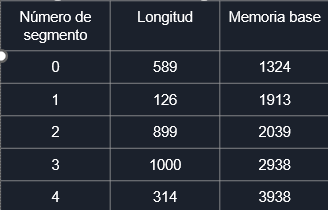 Número de segmento Longitud Memoria base
0 589 1324
1 126 1913
2 899 2039
3 1000 2938
4 314 3938